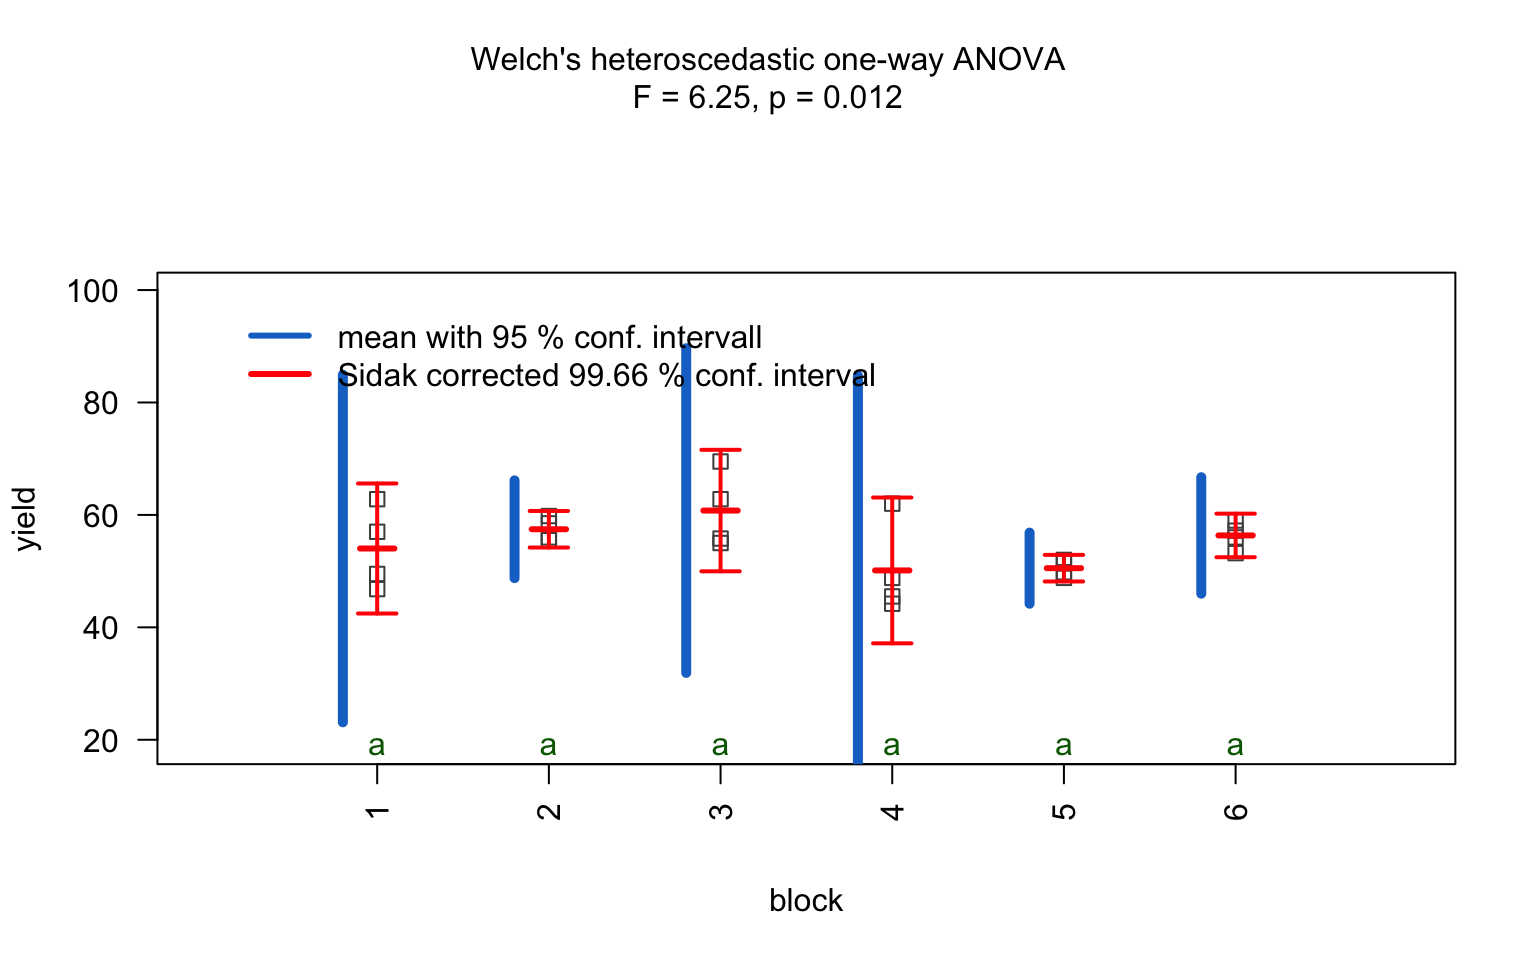 Welch's heteroscedastic one-way ANOVA
F = 6.25, p = 0.012
100
80
60
40
20
yield
mean with 95 % conf. intervall
Sidak corrected 99.66 % conf. interval
a a a a a a
1 2 3 4 5 6
block